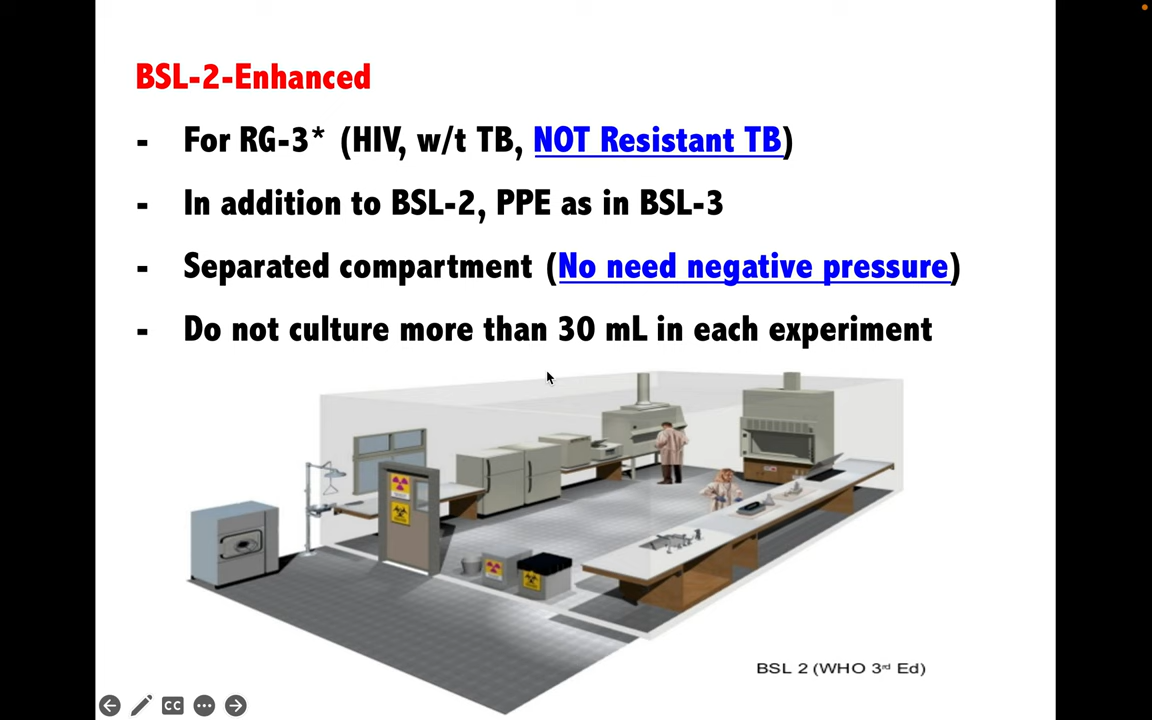 BSL-2-Enhanced
- For RG-3* (HIV, w/t TB, NOT Resistant TB)
- In addition to BSL-2, PPE as in BSL-3
- Separated compartment (No need negative pressure)
- Do not culture more than 30 mL in each experiment
BSL 2 (WHO 3rd Ed)
CC